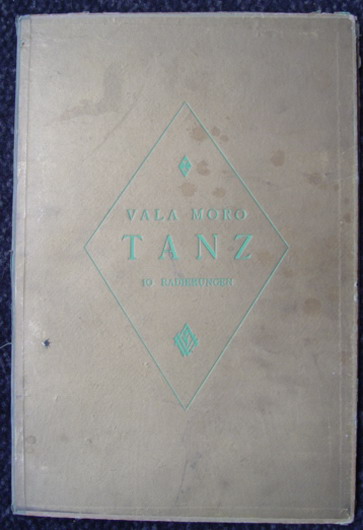 VALA MORO
TANZ
10 RADIERUNGEN